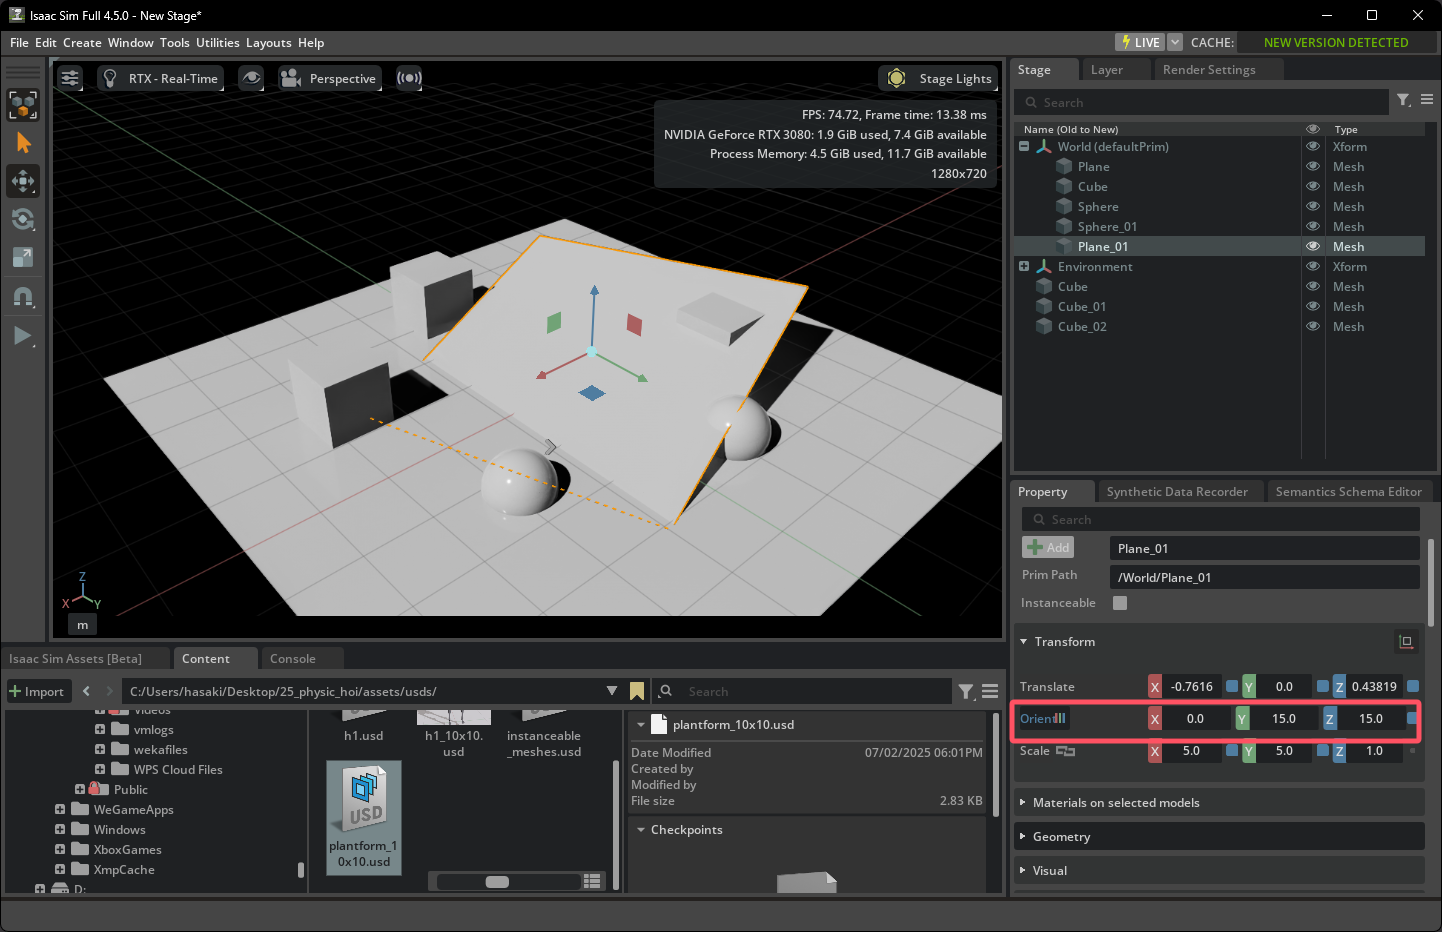 Isaac Sim Full 4.5.0 - New Stage*
File Edit Create Window Tools Utilities Layouts Help
LIVE CACHE: NEW VERSION DETECTED
RTX - Real-Time
Perspective
Stage Lights
FPS: 74.72, Frame time: 13.38 ms
NVIDIA GeForce RTX 3080: 1.9 GiB used, 7.4 GiB available
Process Memory: 4.5 GiB used, 11.7 GiB available
1280x720
Z
X Y
m
Stage Layer Render Settings
Search
Name (Old to New) Type
World (defaultPrim) Xform
Plane Mesh
Cube Mesh
Sphere Mesh
Sphere_01 Mesh
Plane_01 Mesh
Environment Xform
Cube Mesh
Cube_01 Mesh
Cube_02 Mesh
Property Synthetic Data Recorder Semantics Schema Editor
Search
Add Plane_01
Prim Path /World/Plane_01
Instanceable
Transform
Translate X -0.7616 Y 0.0 Z 0.43819
Orient X 0.0 Y 15.0 Z 15.0
Scale X 5.0 Y 5.0 Z 1.0
Materials on selected models
Geometry
Visual
Isaac Sim Assets [Beta] Content Console
Import C:/Users/hasaki/Desktop/25_physic_hoi/assets/usds/ Search
Videos
vmlogs
wekafiles
WPS Cloud Files
Public
WeGameApps
Windows
XboxGames
XmpCache
D:
h1.usd
h1_10x10.
usd
instanceable
_meshes.usd
USD
plantform_1
0x10.usd
plantform_10x10.usd
Date Modified 07/02/2025 06:01PM
Created by
Modified by
File size 2.83 KB
Checkpoints